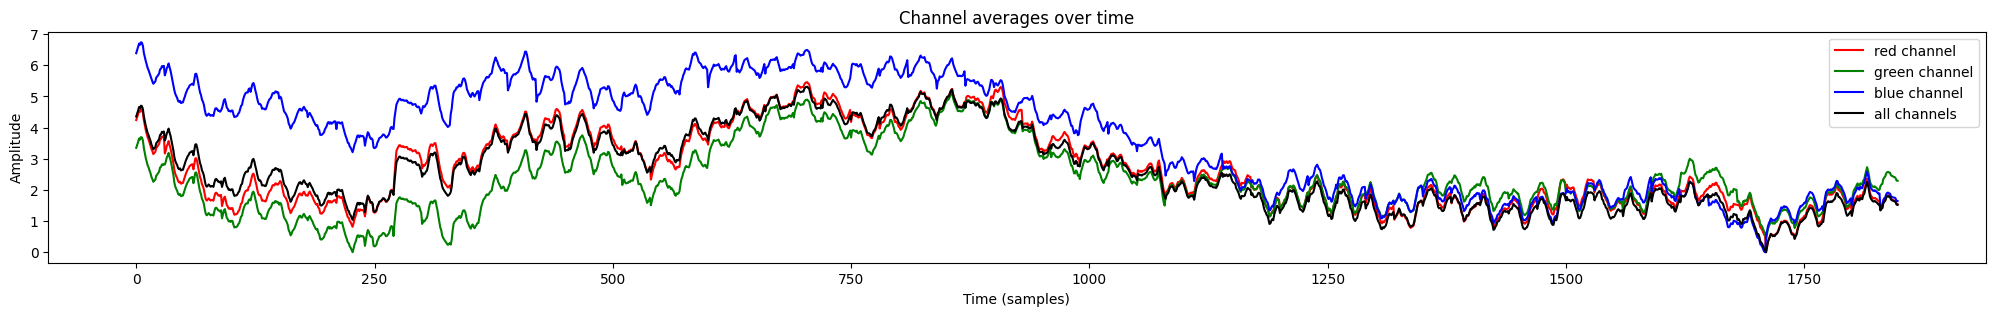 Channel averages over time
Amplitude
7
6
5
4
3
2
1
0
red channel
green channel
blue channel
all channels
0 250 500 750 1000 1250 1500 1750
Time (samples)